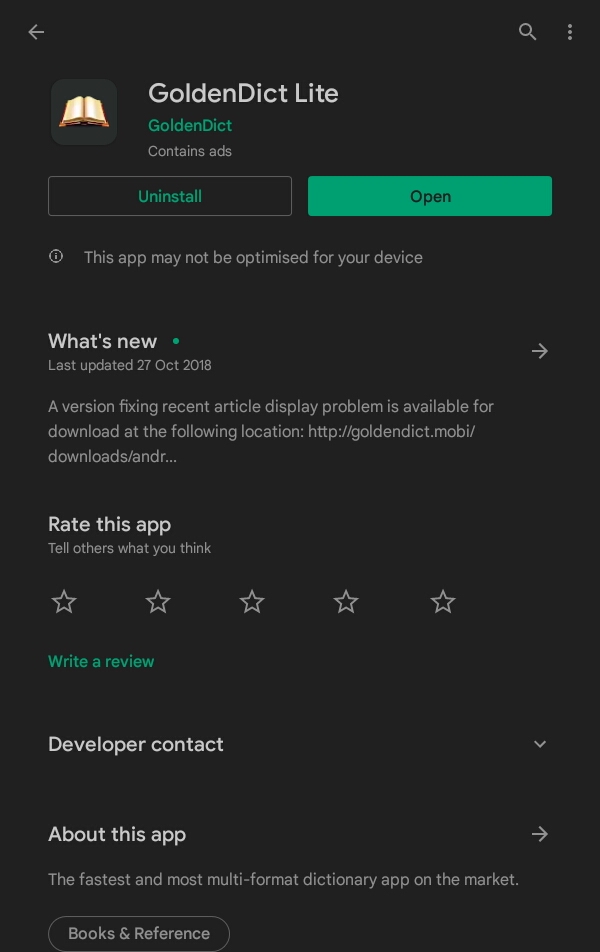 GoldenDict Lite
GoldenDict
Contains ads
Uninstall
Open
This app may not be optimised for your device
What's new
Last updated 27 Oct 2018
A version fixing recent article display problem is available for
download at the following location: http://goldendict.mobi/
downloads/andr...
Rate this app
Tell others what you think
Write a review
Developer contact
About this app
The fastest and most multi-format dictionary app on the market.
Books & Reference